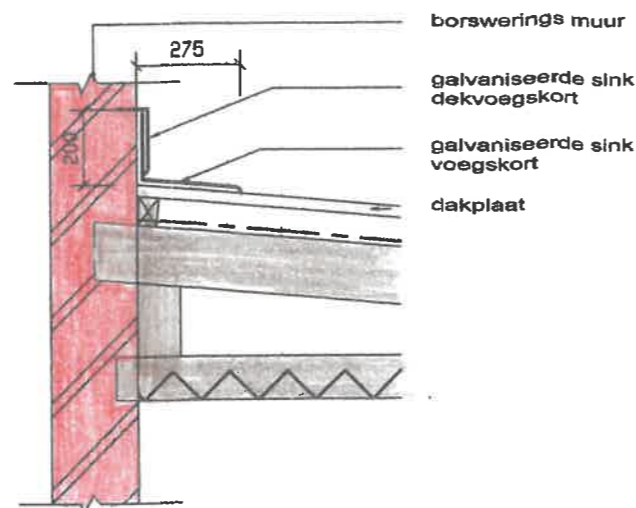 borswerings muur
275
galvaniseerde sink
dekvoegskort
200
galvaniseerde sink
voegskort
dakplaat